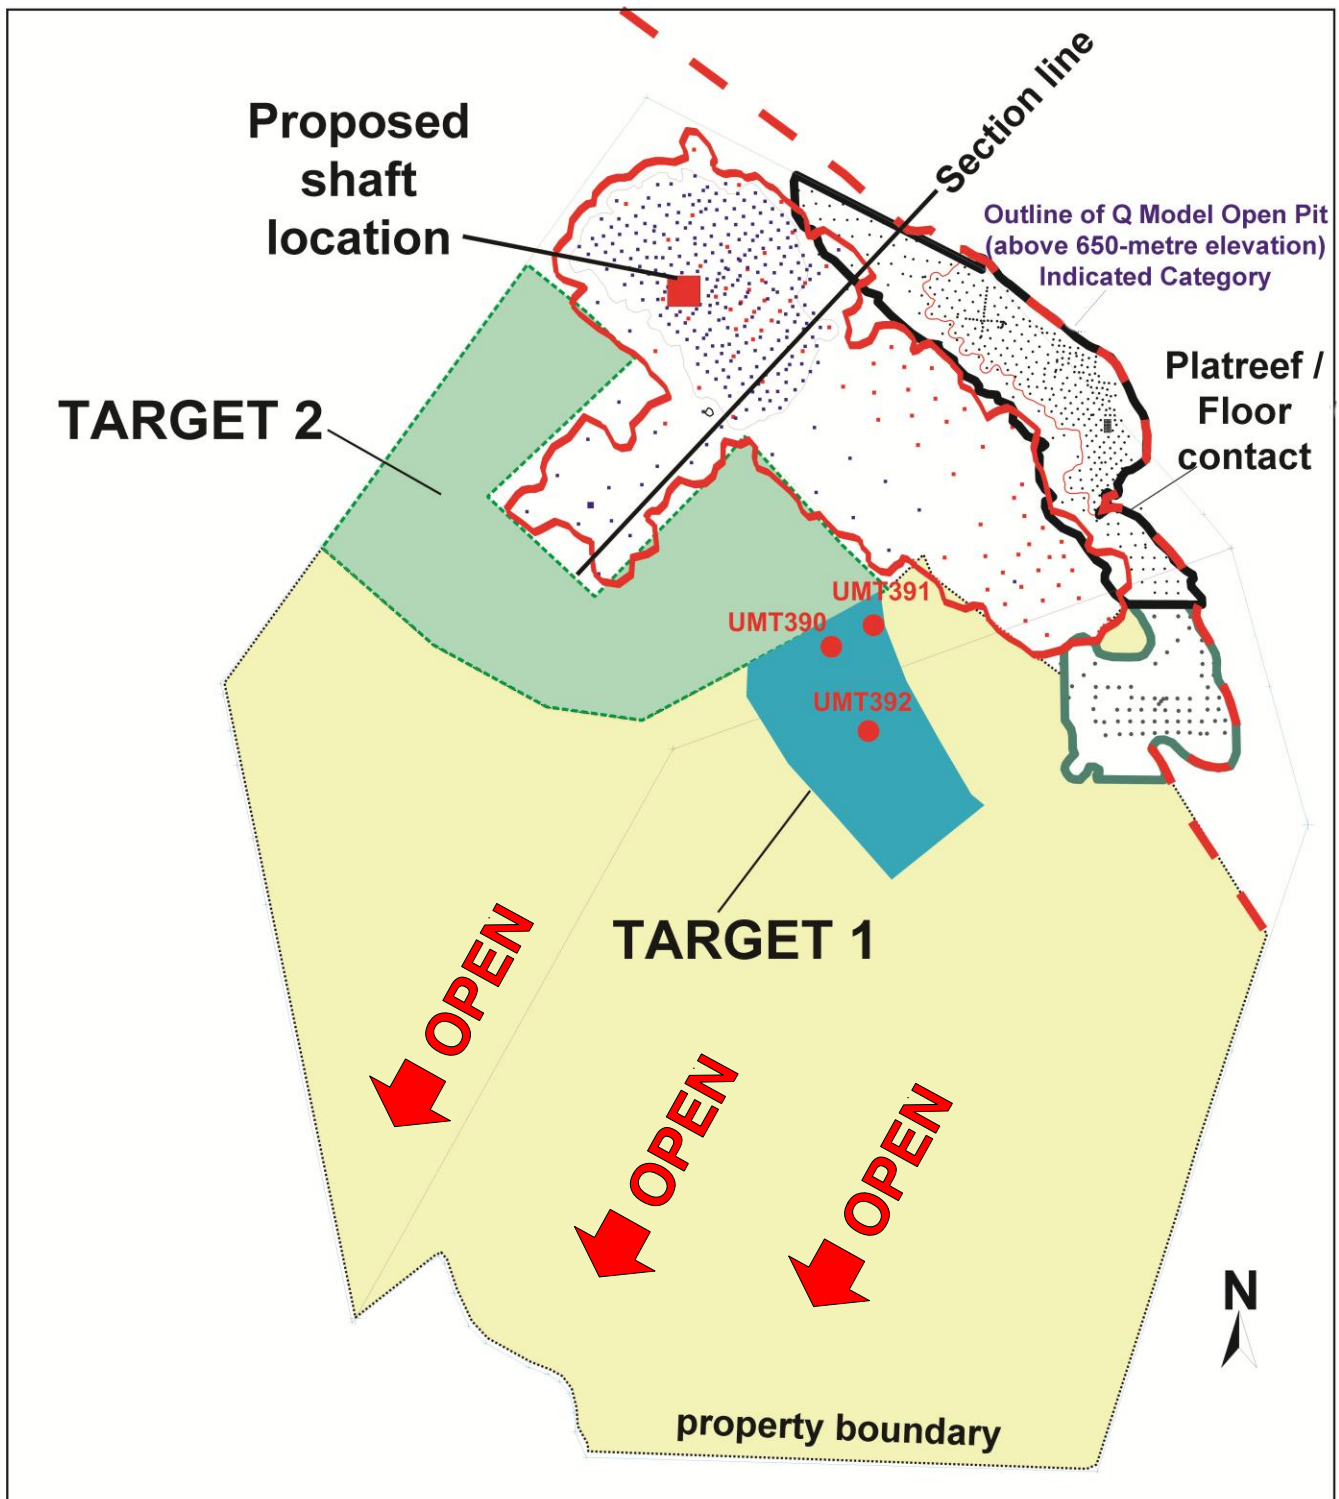 Proposed
shaft
location
Section line
Outline of Q Model Open Pit
(above 650-metre elevation)
Indicated Category
Platreef /
Floor
contact
TARGET 2
UMT391
UMT390
UMT392
TARGET 1
OPEN
OPEN
OPEN
N
property boundary